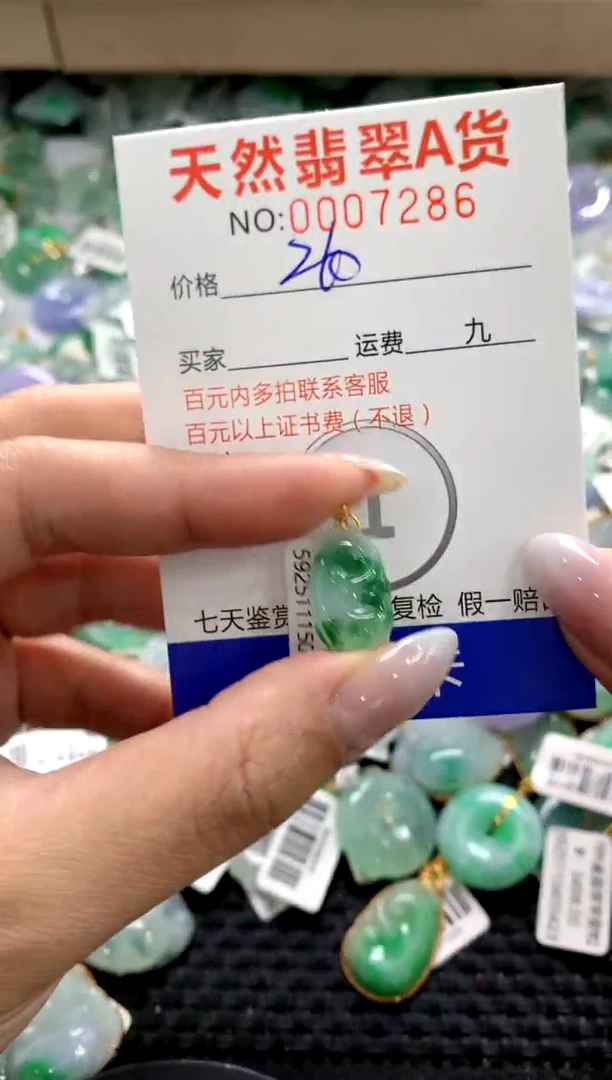 天然翡翠A货
NO:0007286
价格 26
买家 运费 九
百元内多拍联系客服
百元以上证书费（不退）
1
5925111150
七天鉴赏 复检 假一赔